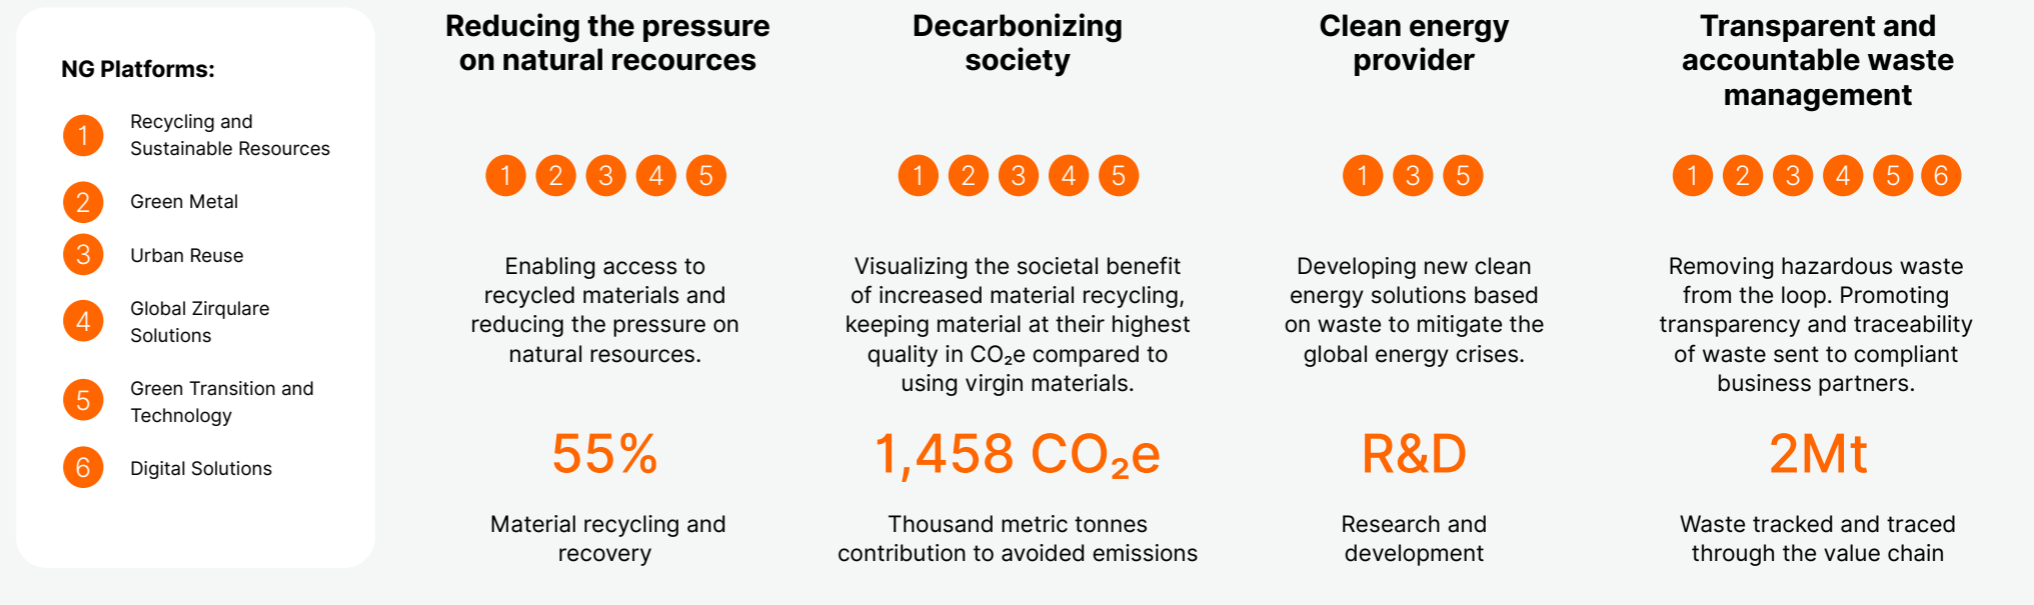 NG Platforms:
1
Recycling and
Sustainable Resources
2
Green Metal
3
Urban Reuse
4
Global Zirqulare
Solutions
5
Green Transition and
Technology
6
Digital Solutions
Reducing the pressure
on natural recources
1 2 3 4 5
Enabling access to
recycled materials and
reducing the pressure on
natural resources.
55%
Material recycling and
recovery
Decarbonizing
society
1 2 3 4 5
Visualizing the societal benefit
of increased material recycling,
keeping material at their highest
quality in CO₂e compared to
using virgin materials.
1,458 CO₂e
Thousand metric tonnes
contribution to avoided emissions
Clean energy
provider
1 3 5
Developing new clean
energy solutions based
on waste to mitigate the
global energy crises.
R&D
Research and
development
Transparent and
accountable waste
management
1 2 3 4 5 6
Removing hazardous waste
from the loop. Promoting
transparency and traceability
of waste sent to compliant
business partners.
2Mt
Waste tracked and traced
through the value chain